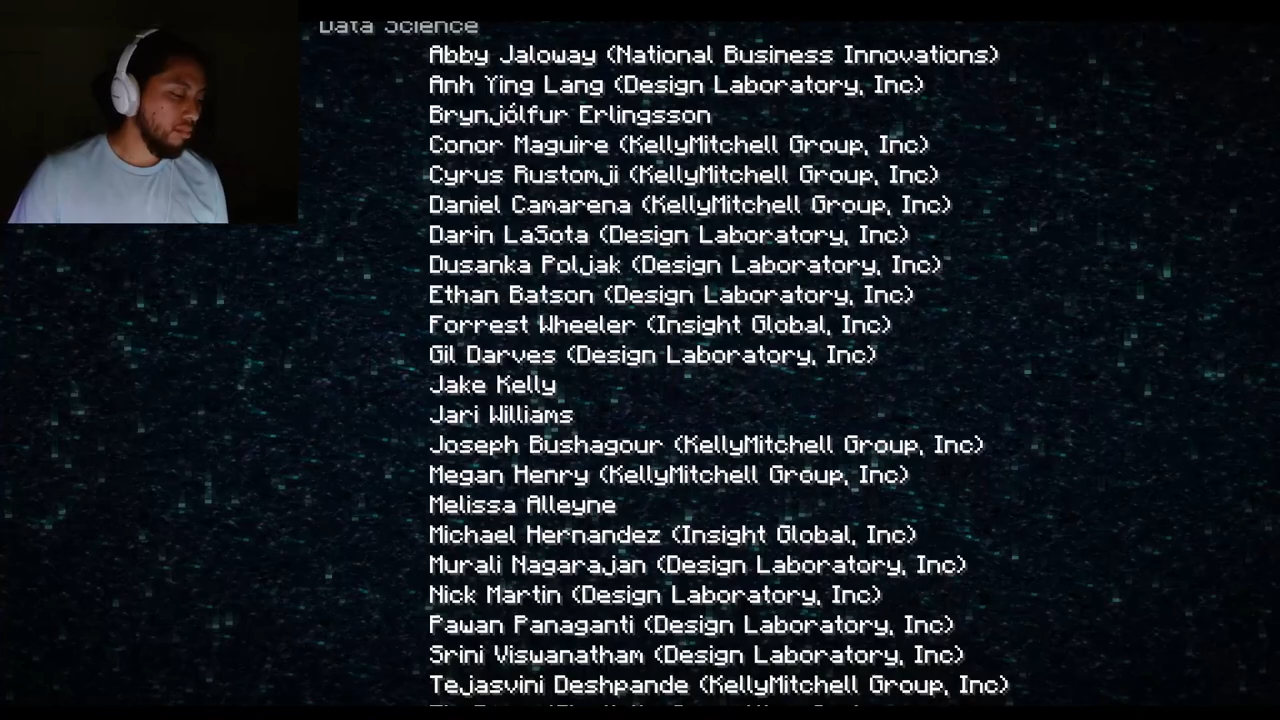 Data Science
Abby Jaloway (National Business Innovations)
Anh Ying Lang (Design Laboratory, Inc)
Brynjólfur Erlingsson
Conor Maguire (KellyMitchell Group, Inc)
Cyrus Rustomji (KellyMitchell Group, Inc)
Daniel Camarena (KellyMitchell Group, Inc)
Darin LaSota (Design Laboratory, Inc)
Dusanka Poljak (Design Laboratory, Inc)
Ethan Batson (Design Laboratory, Inc)
Forrest Wheeler (Insight Global, Inc)
Gil Darves (Design Laboratory, Inc)
Jake Kelly
Jari Williams
Joseph Bushagour (KellyMitchell Group, Inc)
Megan Henry (KellyMitchell Group, Inc)
Melissa Alleyne
Michael Hernandez (Insight Global, Inc)
Murali Nagarajan (Design Laboratory, Inc)
Nick Martin (Design Laboratory, Inc)
Pawan Panaganti (Design Laboratory, Inc)
Srini Viswanatham (Design Laboratory, Inc)
Tejasvini Deshpande (KellyMitchell Group, Inc)